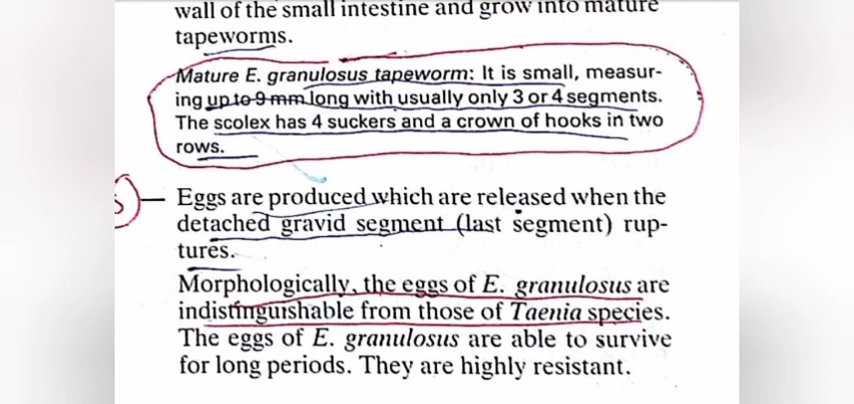 wall of the small intestine and grow into mature
tapeworms.
Mature E. granulosus tapeworm: It is small, measur-
ing up to 9 mm long with usually only 3 or 4 segments.
The scolex has 4 suckers and a crown of hooks in two
rows.
5
— Eggs are produced which are released when the
detached gravid segment (last segment) rup-
tures.
Morphologically, the eggs of E. granulosus are
indistinguishable from those of Taenia species.
The eggs of E. granulosus are able to survive
for long periods. They are highly resistant.